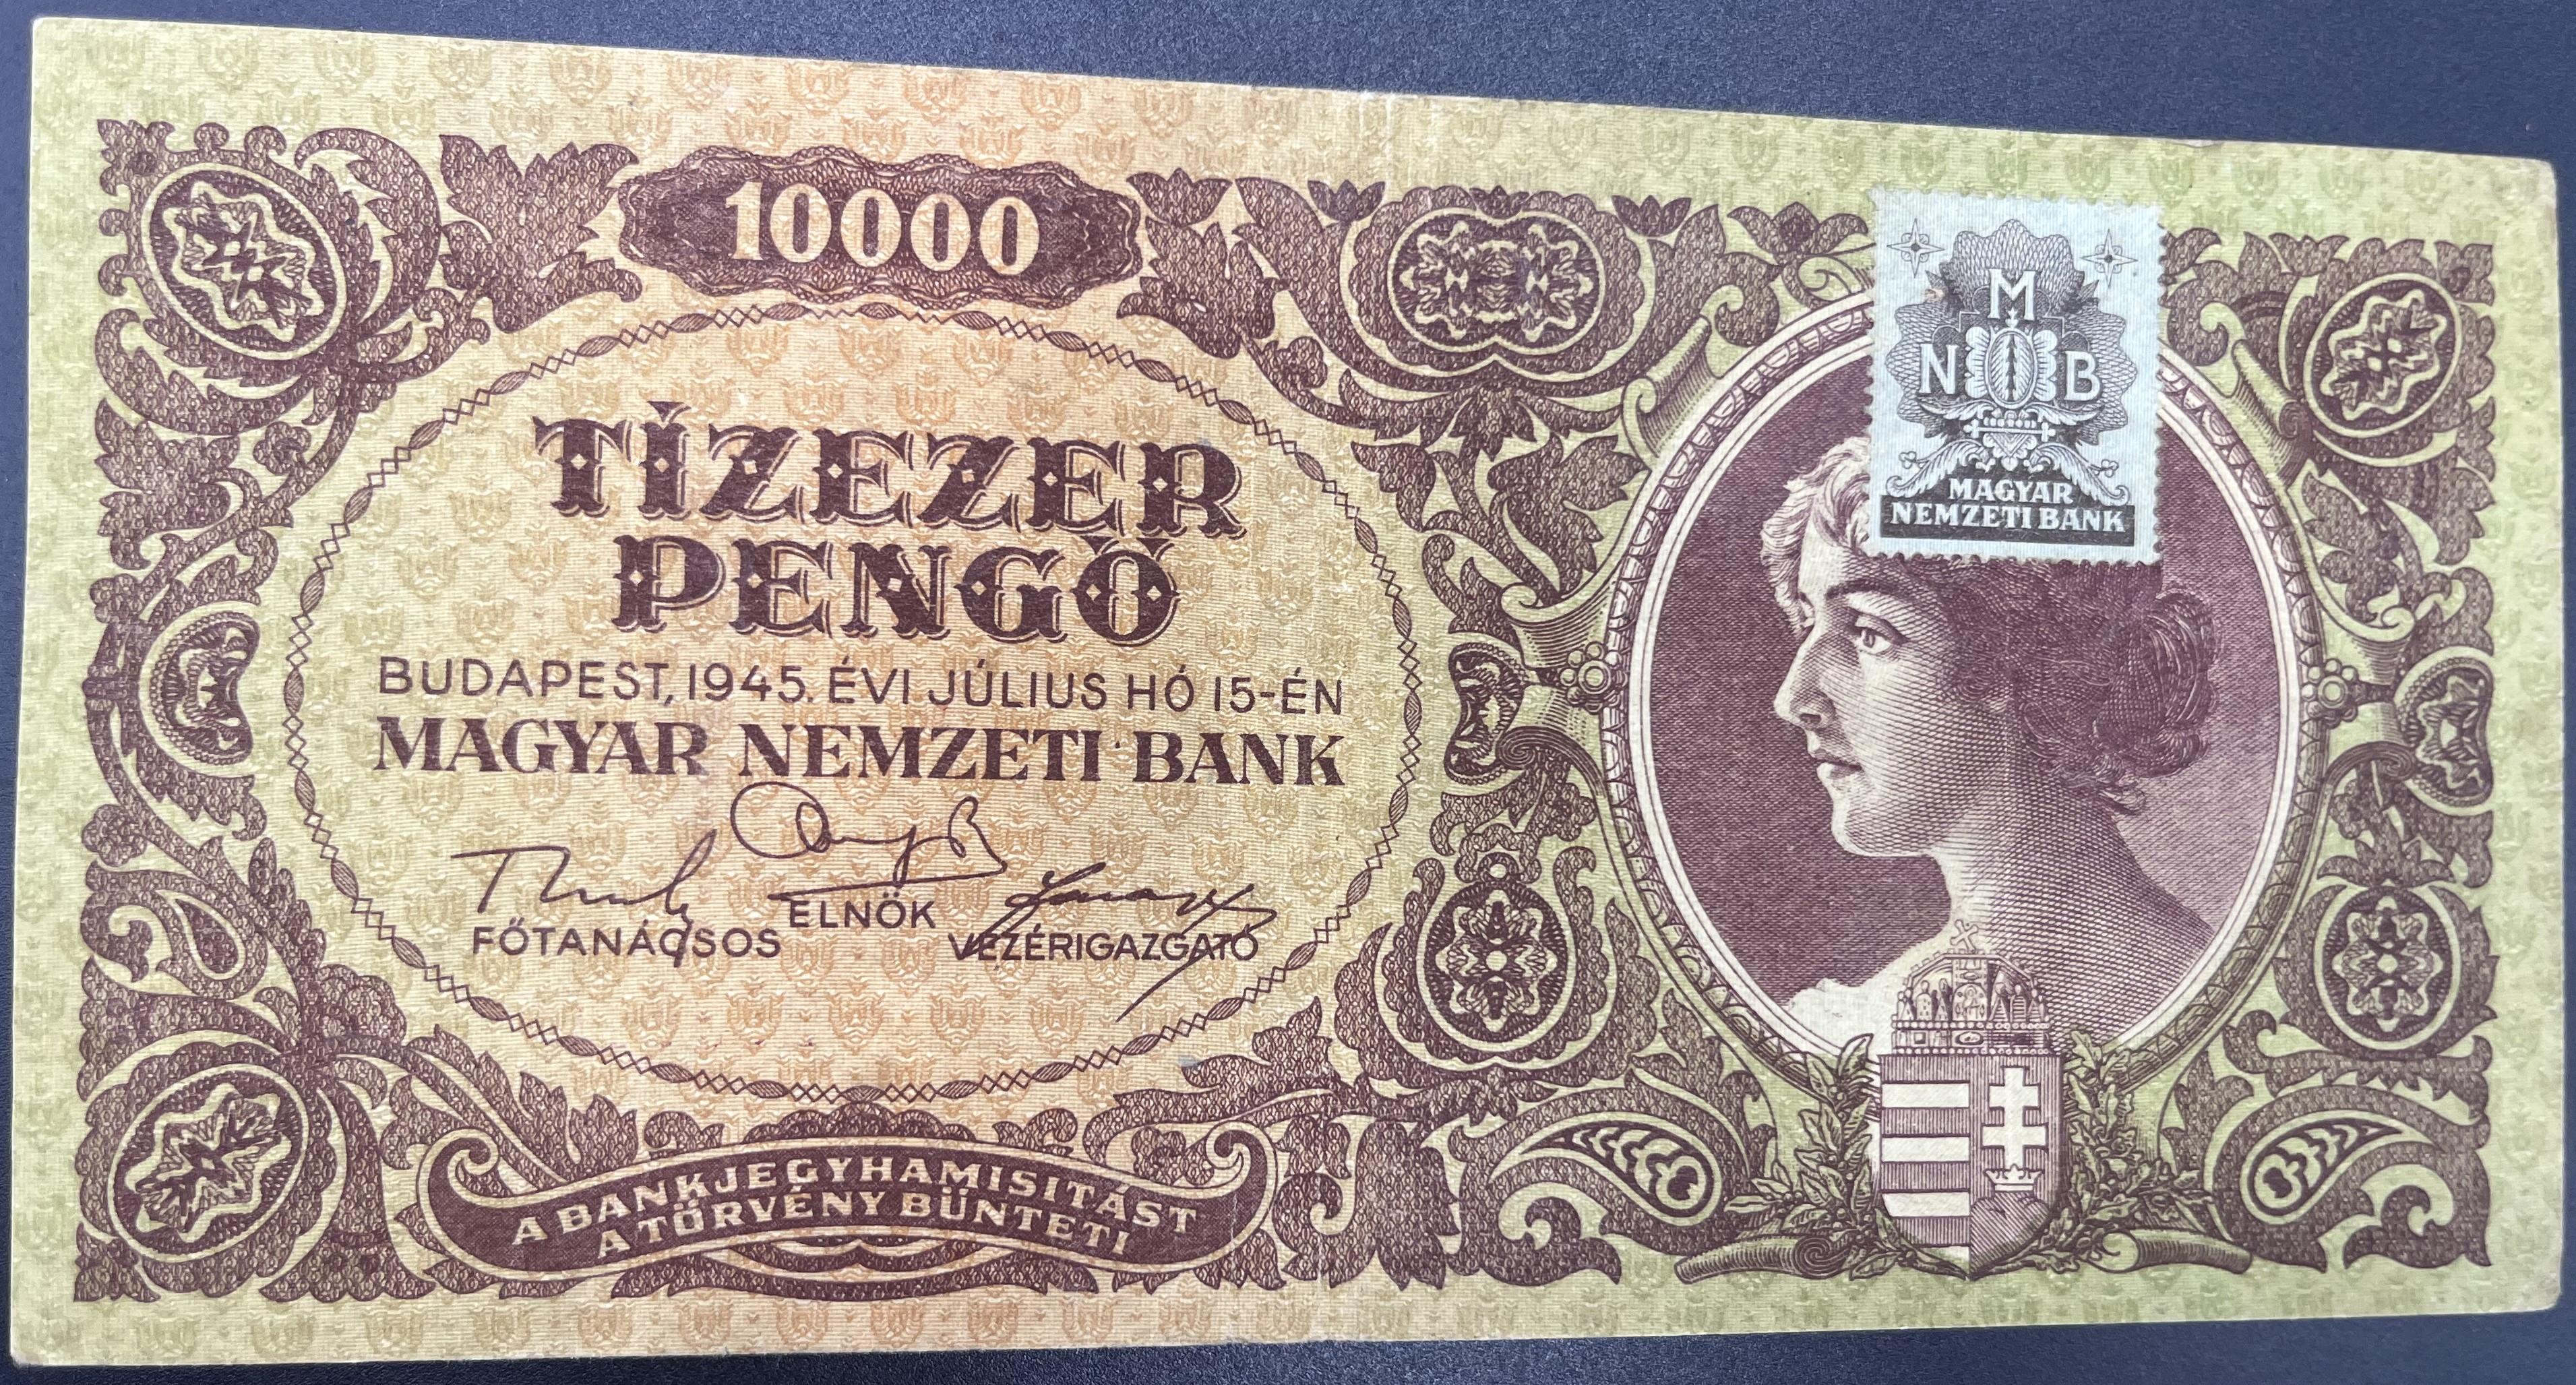 10000
TÍZEZER
PENGŐ
BUDAPEST, 1945. ÉVI JÚLIUS HÓ 15-ÉN
MAGYAR NEMZETI BANK
FŐTANÁCSOS
ELNÖK
VEZÉRIGAZGATÓ
A BANKJEGYHAMISITÁST
A TÖRVÉNY BÜNTETI
M
N B
MAGYAR
NEMZETI BANK